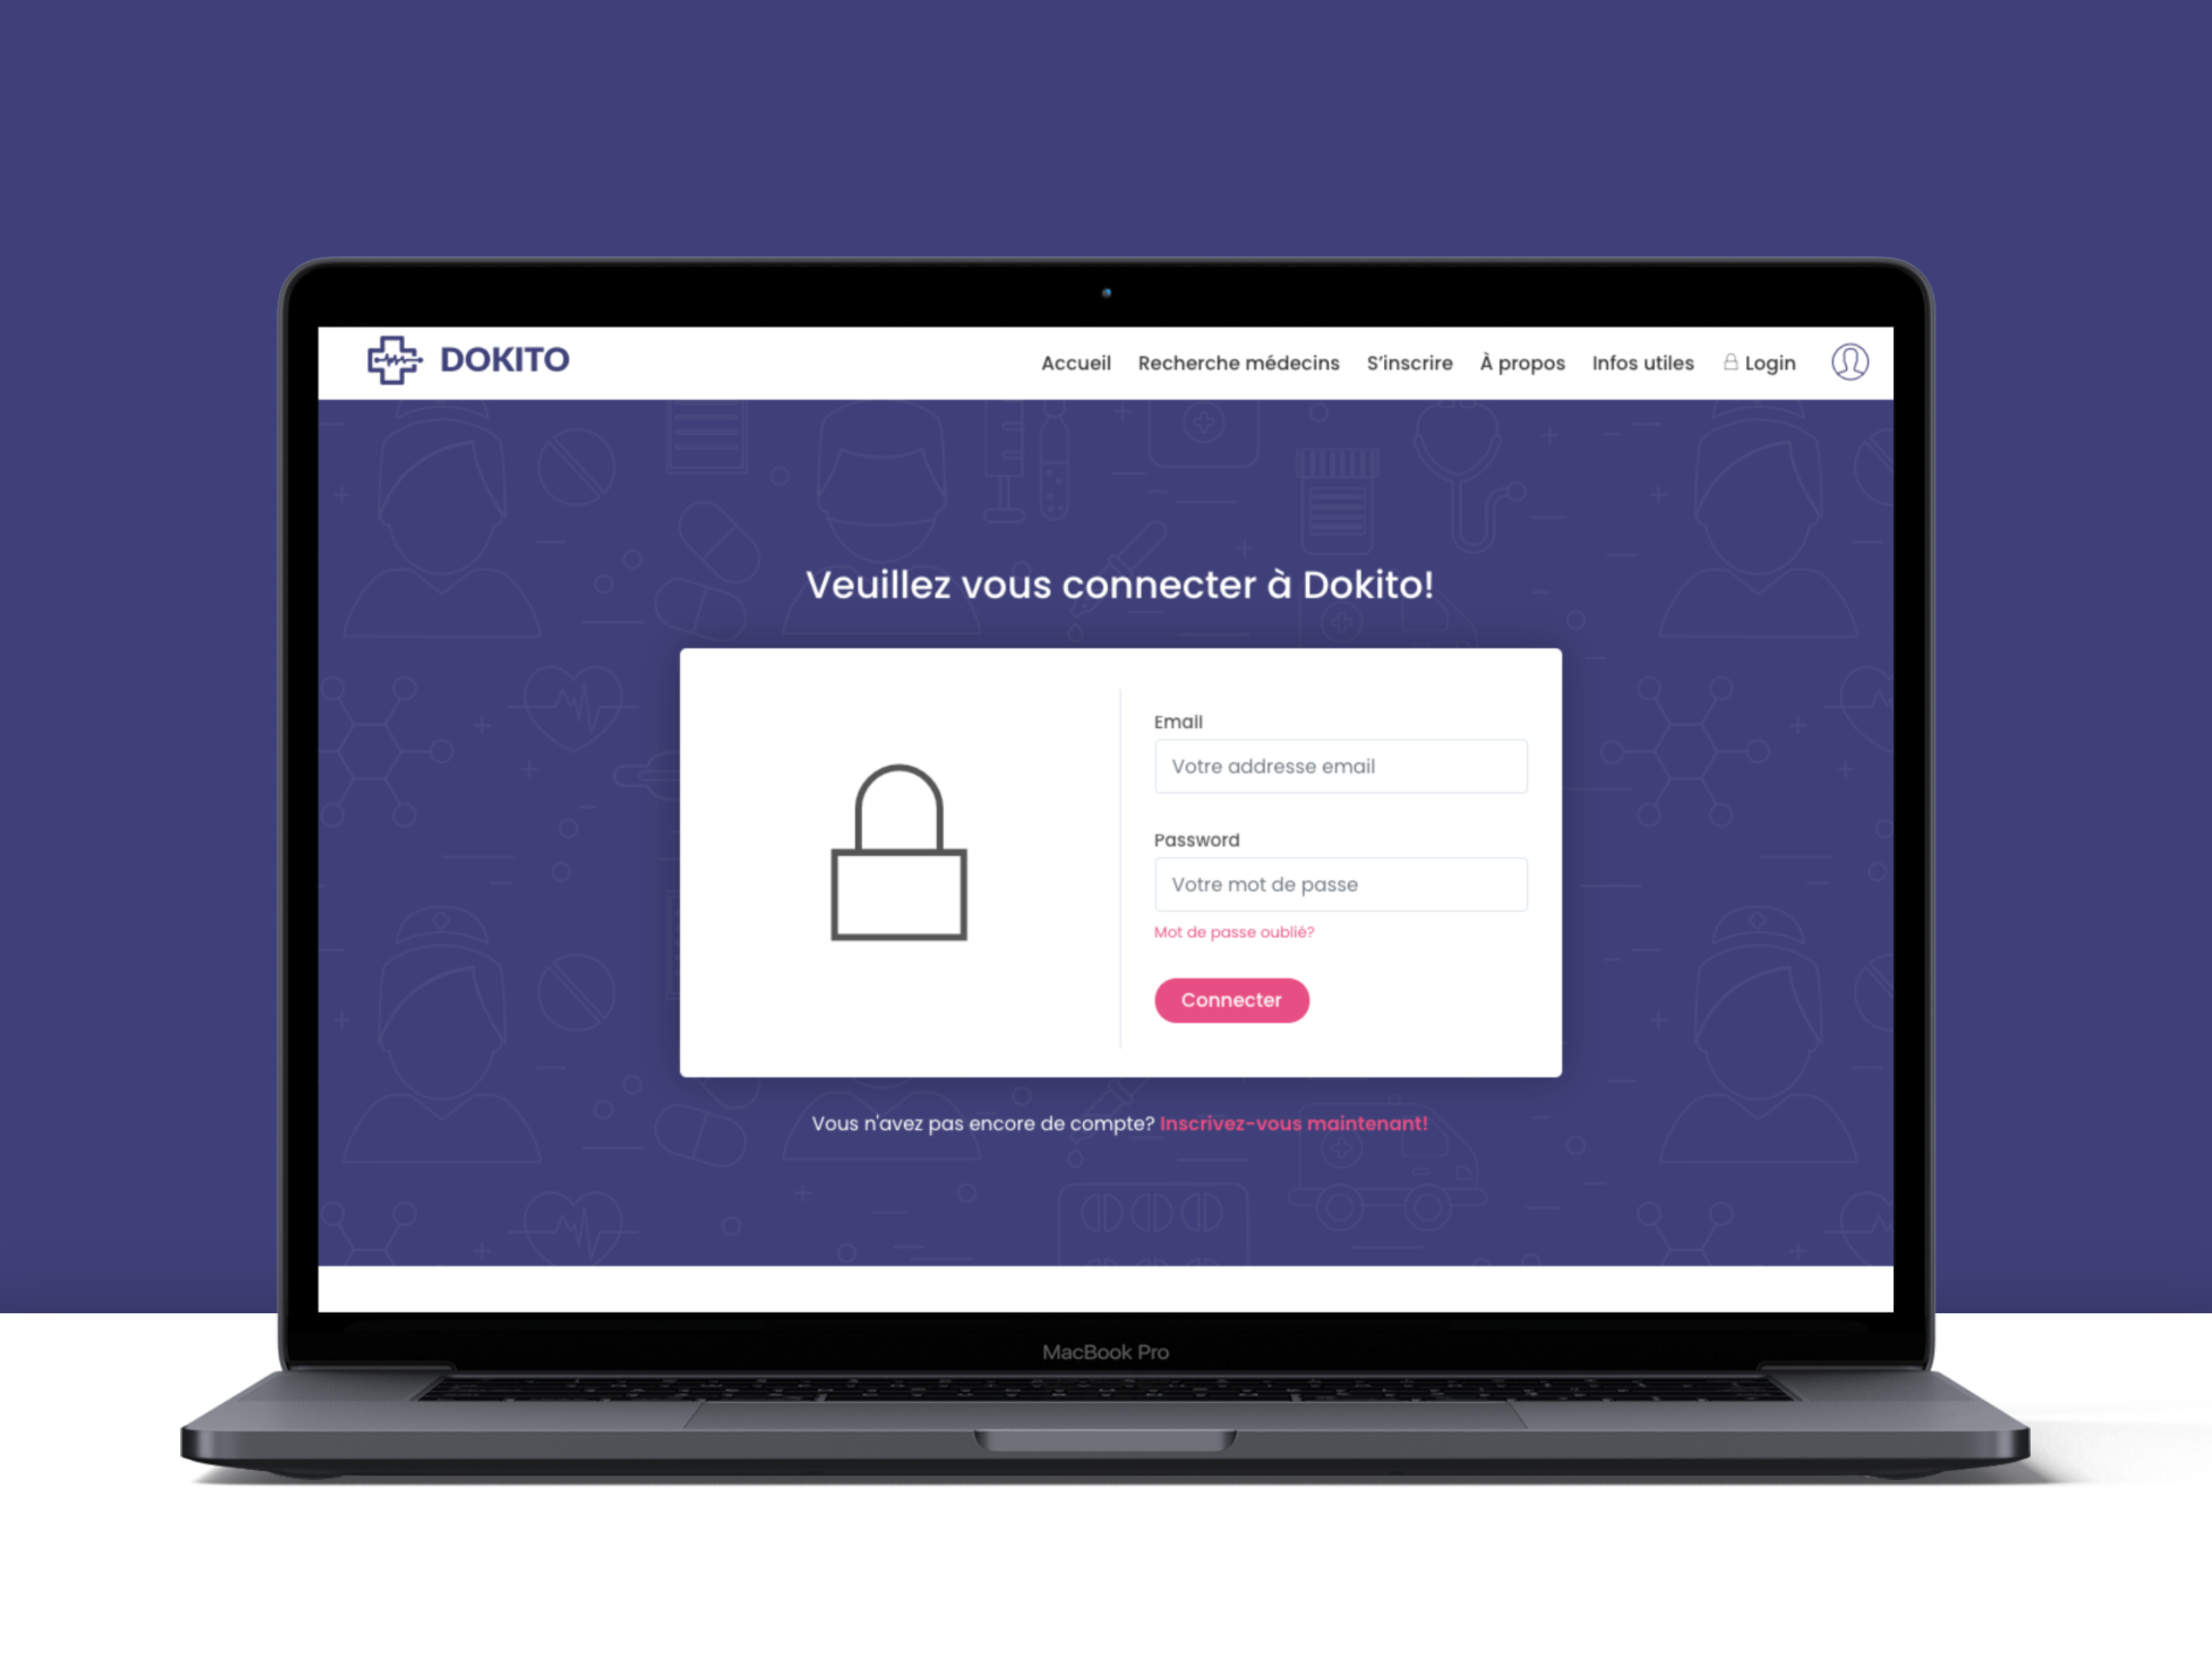 DOKITO
Accueil Recherche médecins S'inscrire À propos Infos utiles Login
Veuillez vous connecter à Dokito!
Email
Votre addresse email
Password
Votre mot de passe
Mot de passe oublié?
Connecter
Vous n'avez pas encore de compte? Inscrivez-vous maintenant!
MacBook Pro